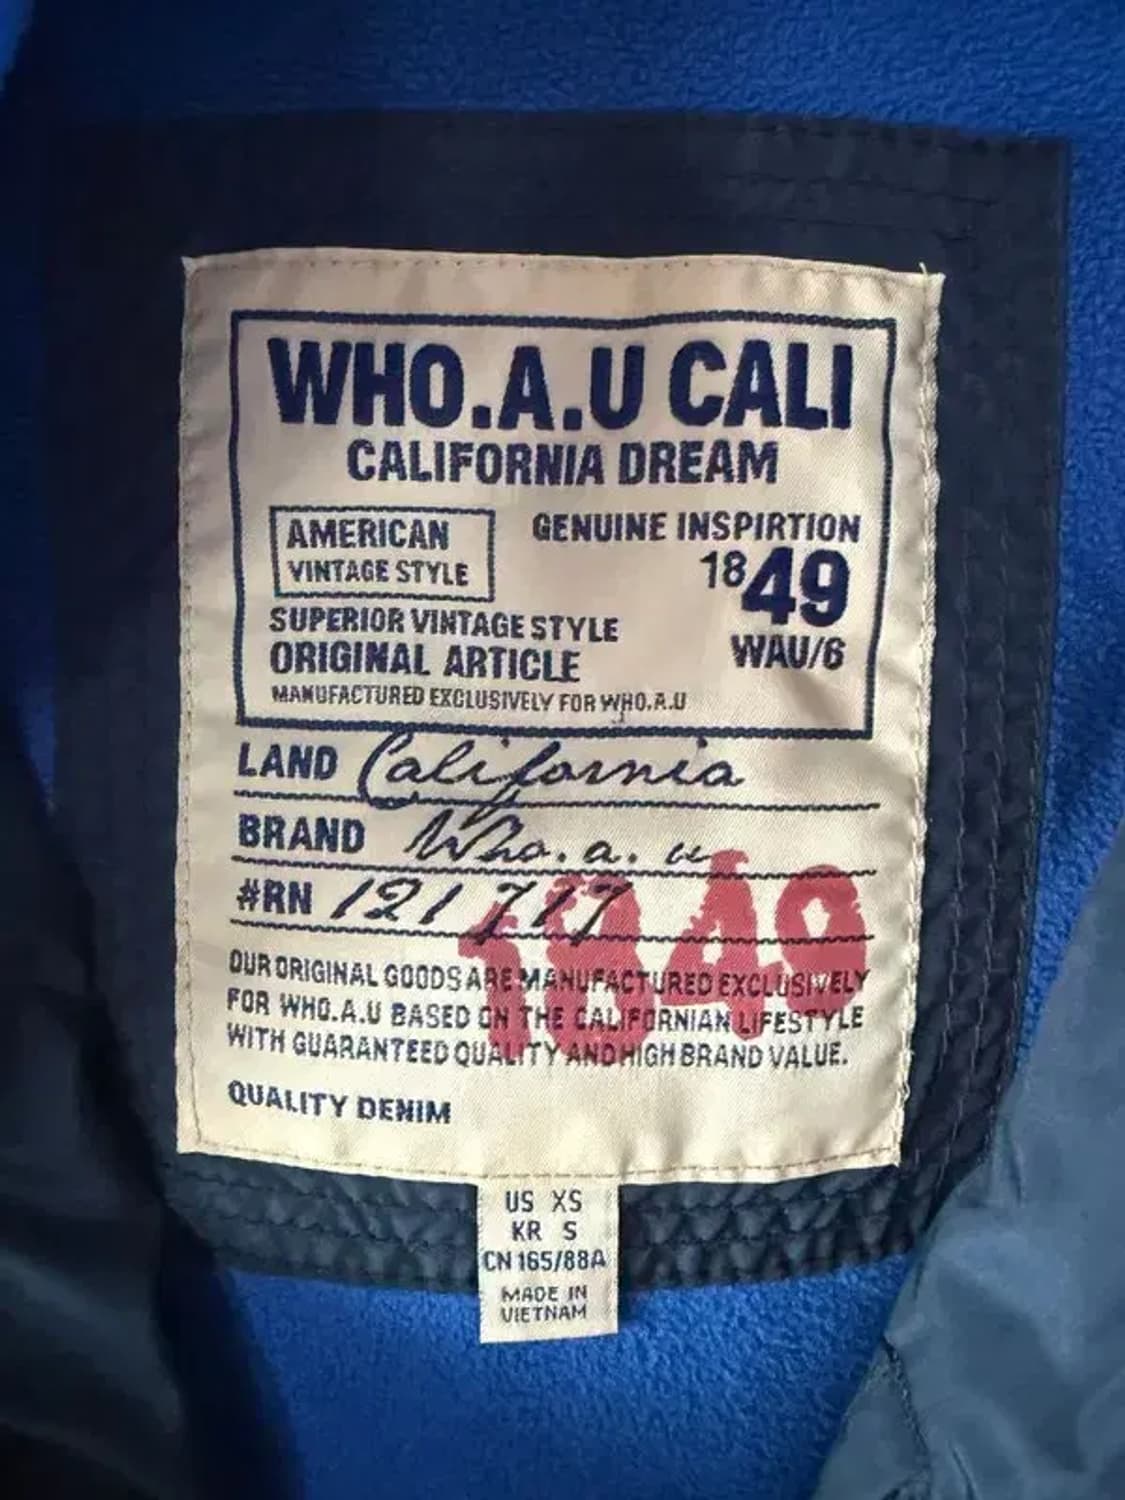 WHO.A.U CALI
CALIFORNIA DREAM
AMERICAN
VINTAGE STYLE
GENUINE INSPIRTION
1849
WAU/6
SUPERIOR VINTAGE STYLE
ORIGINAL ARTICLE
MANUFACTURED EXCLUSIVELY FOR WHO.A.U
LAND California
BRAND Who.a.u
#RN 121717
1849
OUR ORIGINAL GOODS ARE MANUFACTURED EXCLUSIVELY
FOR WHO.A.U BASED ON THE CALIFORNIAN LIFESTYLE
WITH GUARANTEED QUALITY AND HIGH BRAND VALUE.
QUALITY DENIM
US XS
KR S
CN 165/88A
MADE IN
VIETNAM